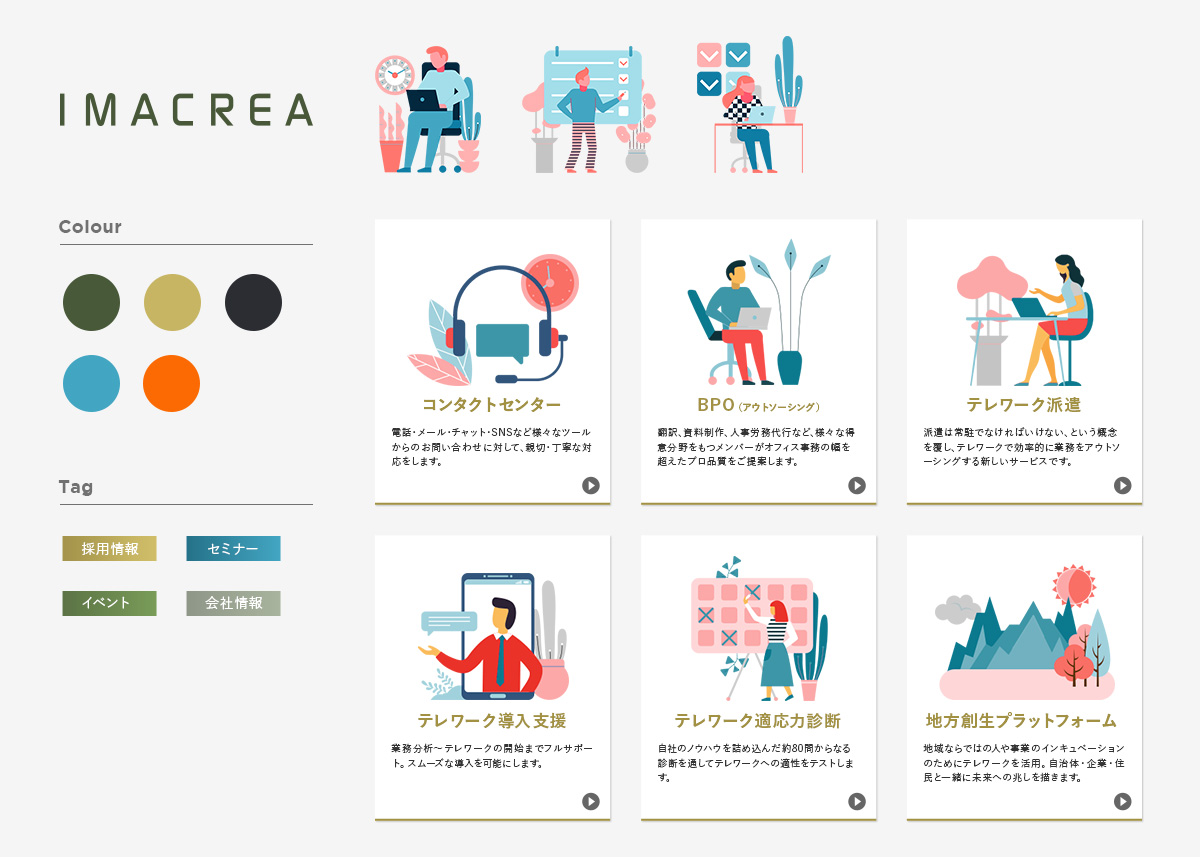 IMACREA
Colour
Tag
採用情報
セミナー
イベント
会社情報
コンタクトセンター
電話・メール・チャット・SNSなど様々なツール
からのお問い合わせに対して、親切・丁寧な対
応をします。
BPO（アウトソーシング）
翻訳、資料制作、人事労務代行など、様々な得
意分野をもつメンバーがオフィス事務の幅を
超えたプロ品質をご提案します。
テレワーク派遣
派遣は常駐でなければいけない、という概念
を覆し、テレワークで効率的に業務をアウトソ
ーシングする新しいサービスです。
テレワーク導入支援
業務分析～テレワークの開始までフルサポー
ト。スムーズな導入を可能にします。
テレワーク適応力診断
自社のノウハウを詰め込んだ約80問からなる
診断を通してテレワークへの適性をテストしま
す。
地方創生プラットフォーム
地域ならではの人や事業のインキュベーション
のためにテレワークを活用。自治体・企業・住
民と一緒に未来への兆しを描きます。